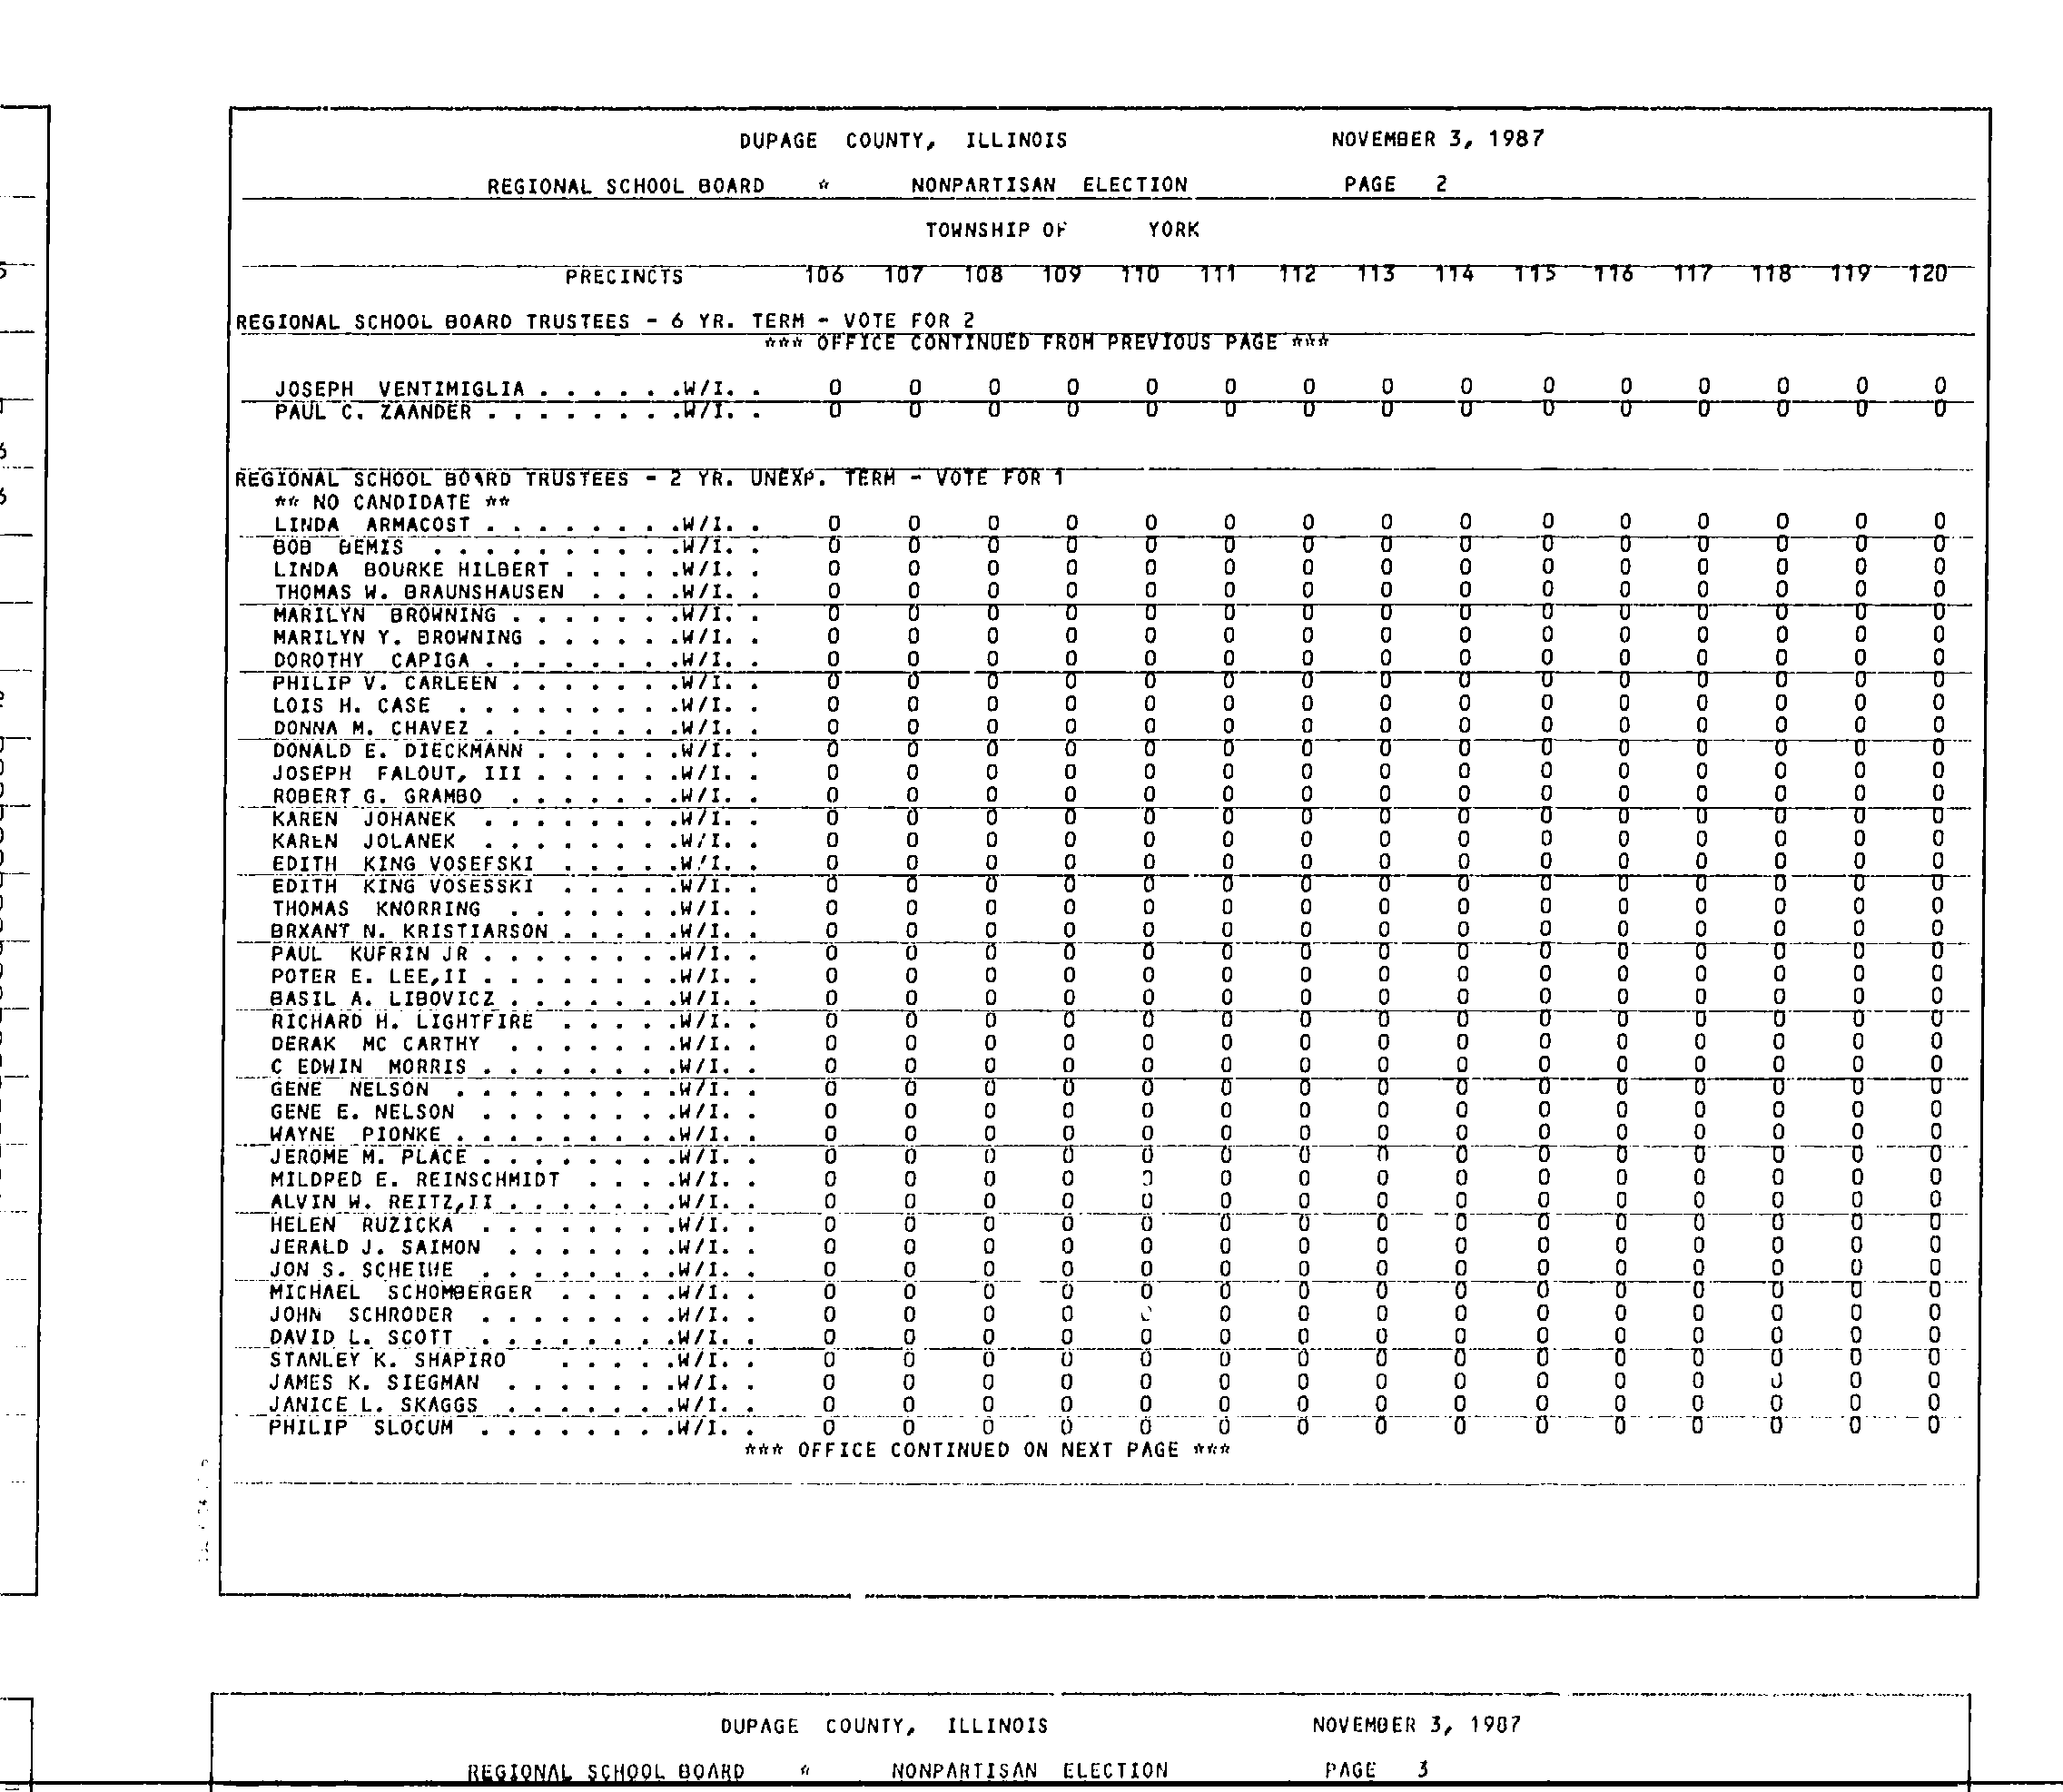 DUPAGE COUNTY, ILLINOIS NOVEMBER 3, 1987
REGIONAL SCHOOL BOARD * NONPARTISAN ELECTION PAGE 2
TOWNSHIP OF YORK
PRECINCTS 106 107 108 109 110 111 112 113 114 115 116 117 118 119 120
REGIONAL SCHOOL BOARD TRUSTEES - 6 YR. TERM - VOTE FOR 2
*** OFFICE CONTINUED FROM PREVIOUS PAGE ***
JOSEPH VENTIMIGLIA . . . . . .W/I. . 0 0 0 0 0 0 0 0 0 0 0 0 0 0 0
PAUL C. ZAANDER . . . . . . . .W/I. . 0 0 0 0 0 0 0 0 0 0 0 0 0 0 0
REGIONAL SCHOOL BOARD TRUSTEES - 2 YR. UNEXP. TERM - VOTE FOR 1
** NO CANDIDATE **
LINDA ARMACOST . . . . . . . .W/I. . 0 0 0 0 0 0 0 0 0 0 0 0 0 0 0
BOB BEMIS . . . . . . . . . .W/I. . 0 0 0 0 0 0 0 0 0 0 0 0 0 0 0
LINDA BOURKE HILBERT . . . . .W/I. . 0 0 0 0 0 0 0 0 0 0 0 0 0 0 0
THOMAS W. BRAUNSHAUSEN . . . .W/I. . 0 0 0 0 0 0 0 0 0 0 0 0 0 0 0
MARILYN BROWNING . . . . . . .W/I. . 0 0 0 0 0 0 0 0 0 0 0 0 0 0 0
MARILYN Y. BROWNING . . . . . .W/I. . 0 0 0 0 0 0 0 0 0 0 0 0 0 0 0
DOROTHY CAPIGA . . . . . . . .W/I. . 0 0 0 0 0 0 0 0 0 0 0 0 0 0 0
PHILIP V. CARLEEN . . . . . . .W/I. . 0 0 0 0 0 0 0 0 0 0 0 0 0 0 0
LOIS H. CASE . . . . . . . . .W/I. . 0 0 0 0 0 0 0 0 0 0 0 0 0 0 0
DONNA M. CHAVEZ . . . . . . . .W/I. . 0 0 0 0 0 0 0 0 0 0 0 0 0 0 0
DONALD E. DIECKMANN . . . . . .W/I. . 0 0 0 0 0 0 0 0 0 0 0 0 0 0 0
JOSEPH FALOUT, III . . . . . .W/I. . 0 0 0 0 0 0 0 0 0 0 0 0 0 0 0
ROBERT G. GRAMBO . . . . . . .W/I. . 0 0 0 0 0 0 0 0 0 0 0 0 0 0 0
KAREN JOHANEK . . . . . . . .W/I. . 0 0 0 0 0 0 0 0 0 0 0 0 0 0 0
KAREN JOLANEK . . . . . . . .W/I. . 0 0 0 0 0 0 0 0 0 0 0 0 0 0 0
EDITH KING VOSEFSKI . . . . .W/I. . 0 0 0 0 0 0 0 0 0 0 0 0 0 0 0
EDITH KING VOSESSKI . . . . .W/I. . 0 0 0 0 0 0 0 0 0 0 0 0 0 0 0
THOMAS KNORRING . . . . . . .W/I. . 0 0 0 0 0 0 0 0 0 0 0 0 0 0 0
BRXANT N. KRISTIARSON . . . . .W/I. . 0 0 0 0 0 0 0 0 0 0 0 0 0 0 0
PAUL KUFRIN JR . . . . . . . .W/I. . 0 0 0 0 0 0 0 0 0 0 0 0 0 0 0
POTER E. LEE,II . . . . . . . .W/I. . 0 0 0 0 0 0 0 0 0 0 0 0 0 0 0
BASIL A. LIBOVICZ . . . . . . .W/I. . 0 0 0 0 0 0 0 0 0 0 0 0 0 0 0
RICHARD H. LIGHTFIRE . . . . .W/I. . 0 0 0 0 0 0 0 0 0 0 0 0 0 0 0
DERAK MC CARTHY . . . . . . .W/I. . 0 0 0 0 0 0 0 0 0 0 0 0 0 0 0
C EDWIN MORRIS . . . . . . . .W/I. . 0 0 0 0 0 0 0 0 0 0 0 0 0 0 0
GENE NELSON . . . . . . . . .W/I. . 0 0 0 0 0 0 0 0 0 0 0 0 0 0 0
GENE E. NELSON . . . . . . . .W/I. . 0 0 0 0 0 0 0 0 0 0 0 0 0 0 0
WAYNE PIONKE . . . . . . . . .W/I. . 0 0 0 0 0 0 0 0 0 0 0 0 0 0 0
JEROME M. PLACE . . . . . . . .W/I. . 0 0 0 0 0 0 0 0 0 0 0 0 0 0 0
MILDPED E. REINSCHMIDT . . . .W/I. . 0 0 0 0 0 0 0 0 0 0 0 0 0 0 0
ALVIN W. REITZ,II . . . . . . .W/I. . 0 0 0 0 0 0 0 0 0 0 0 0 0 0 0
HELEN RUZICKA . . . . . . . .W/I. . 0 0 0 0 0 0 0 0 0 0 0 0 0 0 0
JERALD J. SAIMON . . . . . . .W/I. . 0 0 0 0 0 0 0 0 0 0 0 0 0 0 0
JON S. . . . . . . . .W/I. . 0 0 0 0 0 0 0 0 0 0 0 0 0 0 0
MICHAEL SCHOMBERGER . . . . .W/I. . 0 0 0 0 0 0 0 0 0 0 0 0 0 0 0
JOHN SCHRODER . . . . . . . .W/I. . 0 0 0 0 0 0 0 0 0 0 0 0 0 0
DAVID L. SCOTT . . . . . . . .W/I. . 0 0 0 0 0 0 0 0 0 0 0 0 0 0 0
STANLEY K. SHAPIRO . . . . .W/I. . 0 0 0 0 0 0 0 0 0 0 0 0 0 0 0
JAMES K. SIEGMAN . . . . . . .W/I. . 0 0 0 0 0 0 0 0 0 0 0 0 0 0 0
JANICE L. SKAGGS . . . . . . .W/I. . 0 0 0 0 0 0 0 0 0 0 0 0 0 0 0
PHILIP SLOCUM . . . . . . . .W/I. . 0 0 0 0 0 0 0 0 0 0 0 0 0 0 0
*** OFFICE CONTINUED ON NEXT PAGE ***
DUPAGE COUNTY, ILLINOIS NOVEMBER 3, 1987
REGIONAL SCHOOL BOARD * NONPARTISAN ELECTION PAGE 3